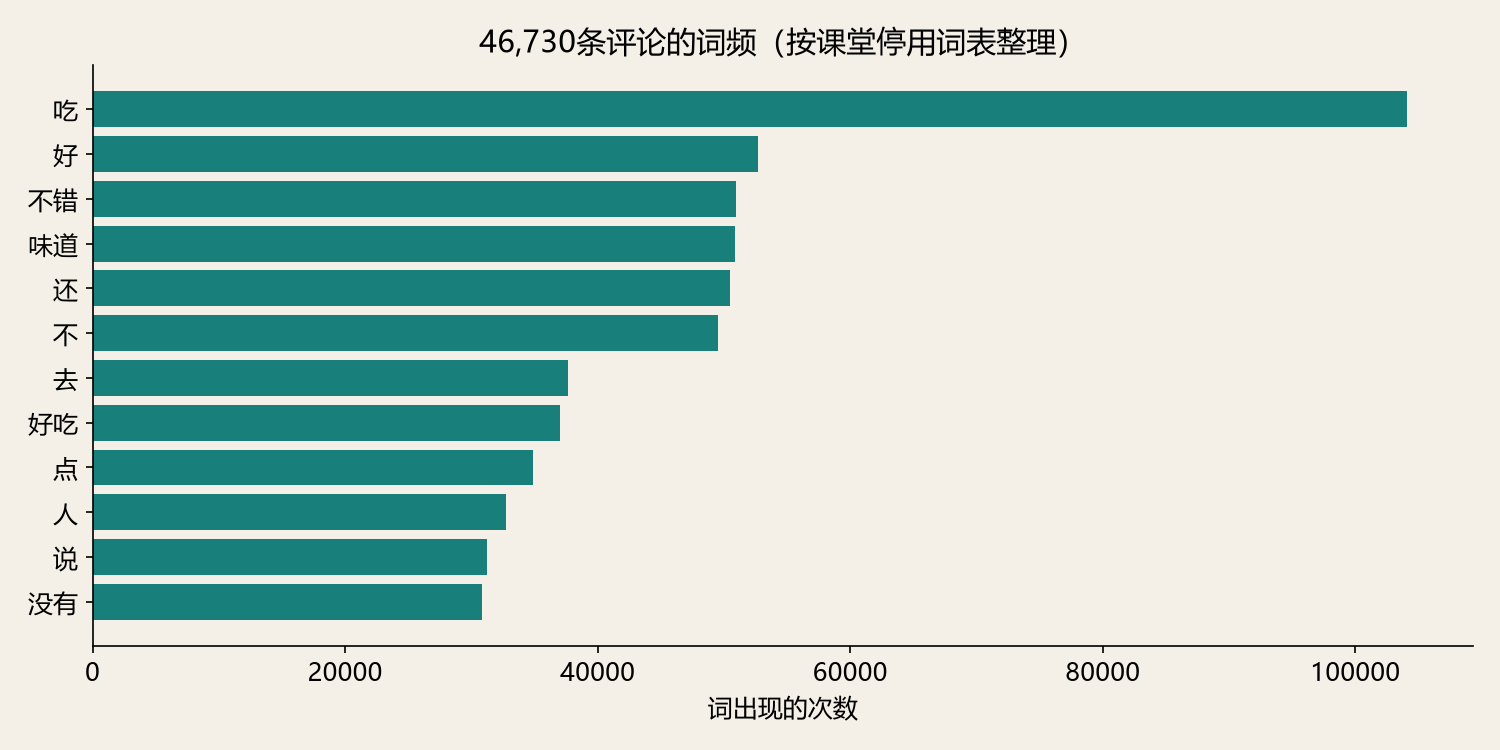 46,730条评论的词频（按课堂停用词表整理）
吃
好
不错
味道
还
不
去
好吃
点
人
说
没有
0 20000 40000 60000 80000 100000
词出现的次数